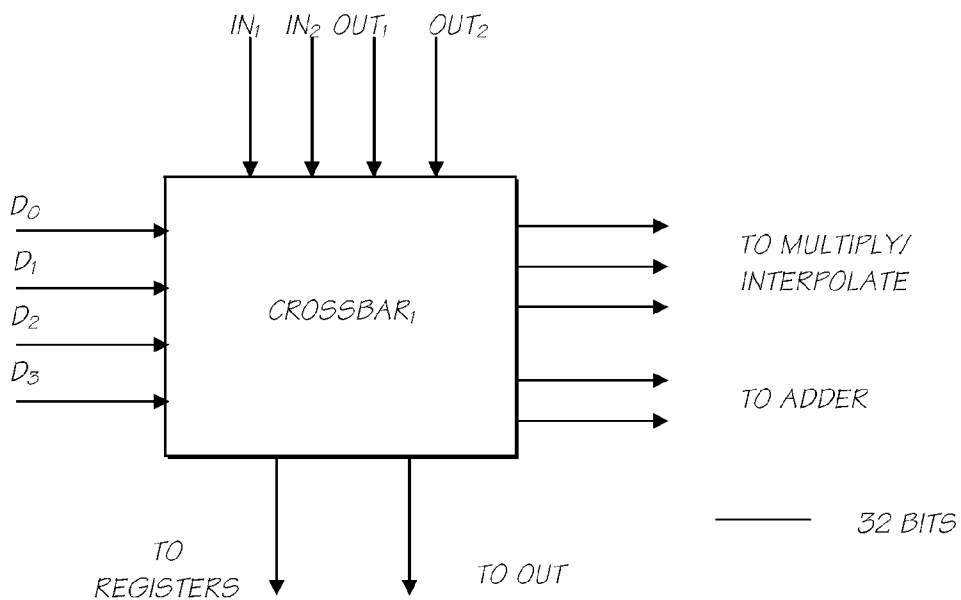 IN₁ IN₂ OUT₁ OUT₂
D₀
D₁
D₂
D₃
CROSSBAR₁
TO MULTIPLY/
INTERPOLATE
TO ADDER
32 BITS
TO
REGISTERS
TO OUT